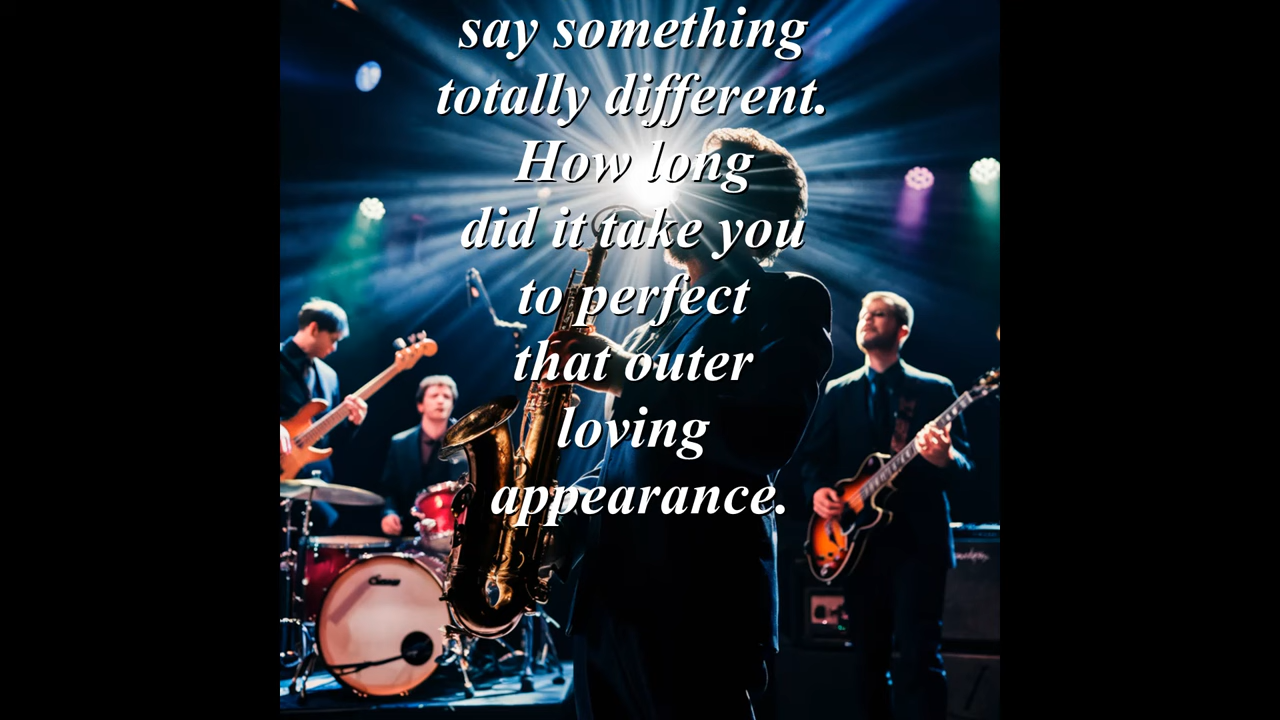 say something
totally different.
How long
did it take you
to perfect
that outer
loving
appearance.